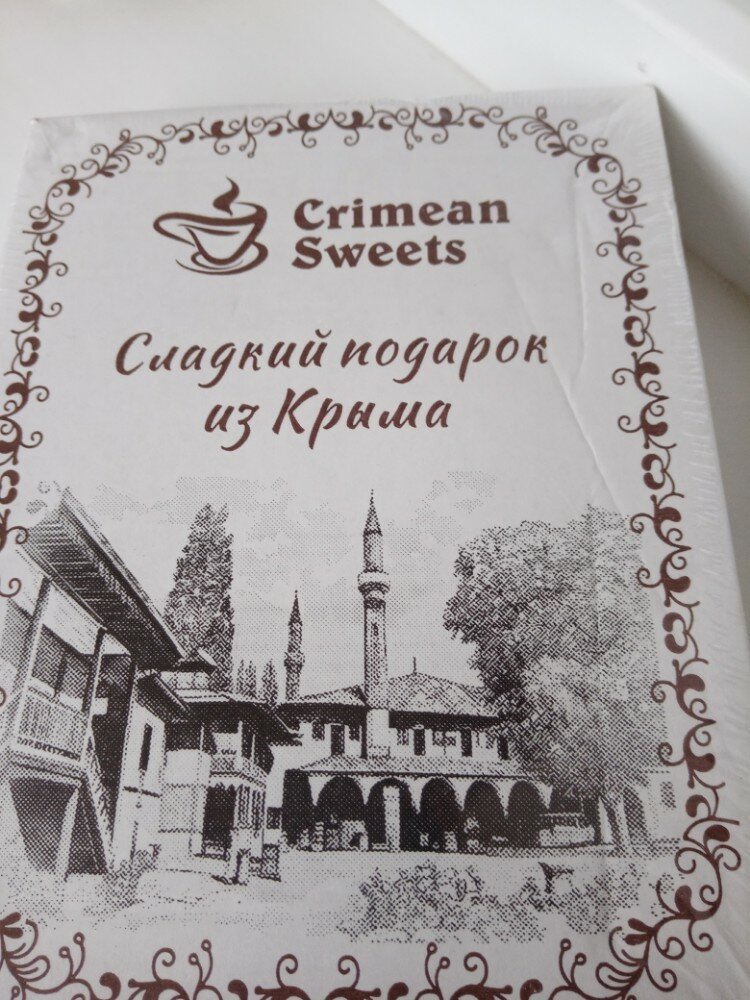 Crimean
Sweets
Сладкий подарок
из Крыма